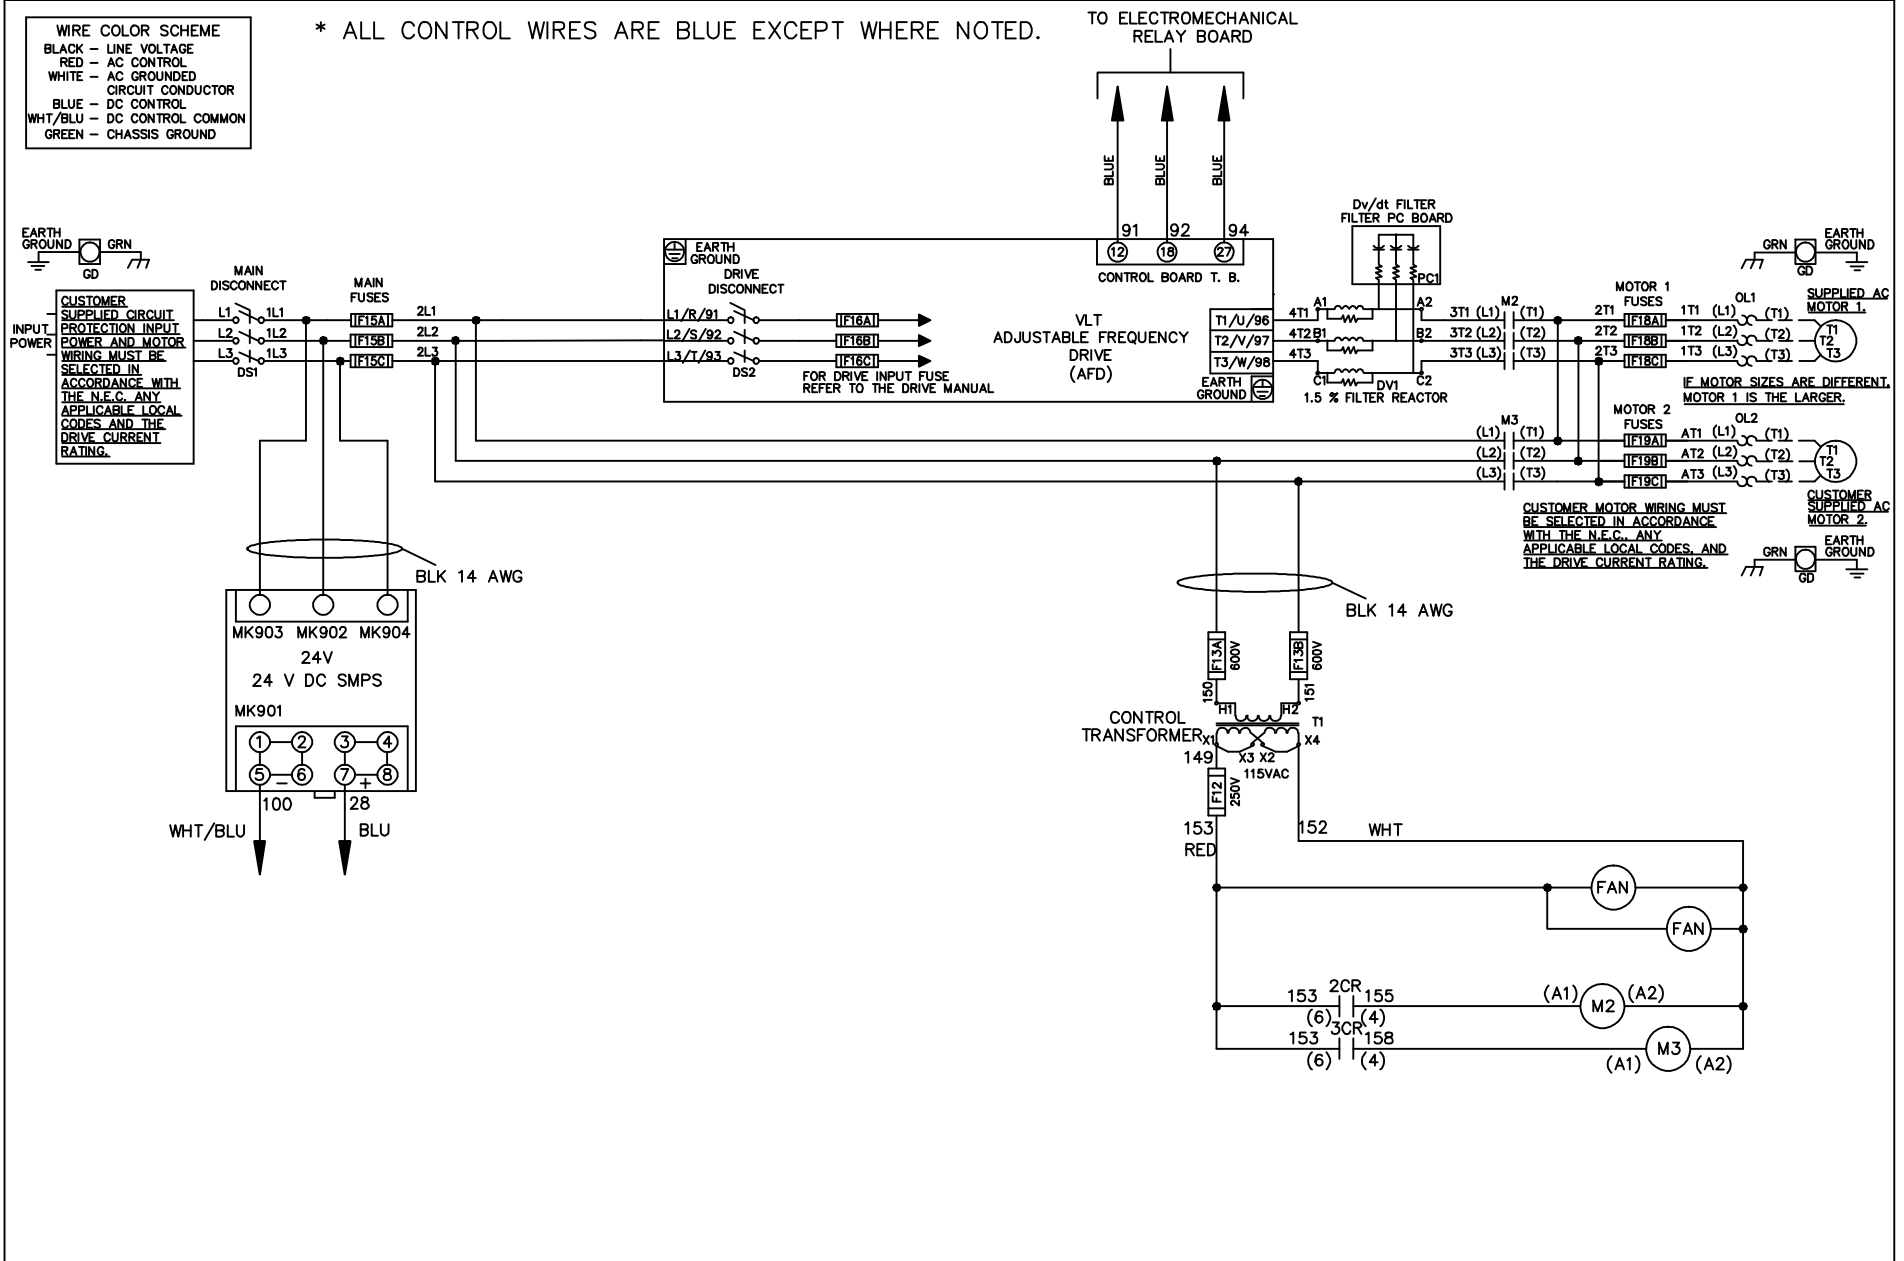 WIRE COLOR SCHEME
BLACK – LINE VOLTAGE
RED – AC CONTROL
WHITE – AC GROUNDED
CIRCUIT CONDUCTOR
BLUE – DC CONTROL
WHT/BLU – DC CONTROL COMMON
GREEN – CHASSIS GROUND
* ALL CONTROL WIRES ARE BLUE EXCEPT WHERE NOTED.
TO ELECTROMECHANICAL
RELAY BOARD
BLUE
BLUE
BLUE
91
92
94
12
18
27
CONTROL BOARD T. B.
EARTH
GROUND
GRN
GD
INPUT
POWER
CUSTOMER
SUPPLIED CIRCUIT
PROTECTION INPUT
POWER AND MOTOR
WIRING MUST BE
SELECTED IN
ACCORDANCE WITH
THE N.E.C. ANY
APPLICABLE LOCAL
CODES AND THE
DRIVE CURRENT
RATING.
MAIN
DISCONNECT
L1 1L1
L2 1L2
L3 1L3
DS1
MAIN
FUSES
F15A
F15B
F15C
2L1
2L2
2L3
EARTH
GROUND
DRIVE
DISCONNECT
L1/R/91
L2/S/92
L3/T/93
DS2
F16A
F16B
F16C
FOR DRIVE INPUT FUSE
REFER TO THE DRIVE MANUAL
VLT
ADJUSTABLE FREQUENCY
DRIVE
(AFD)
T1/U/96
T2/V/97
T3/W/98
EARTH
GROUND
4T1
4T2
4T3
Dv/dt FILTER
FILTER PC BOARD
PC1
A1 A2
B1 B2
C1 C2
DV1
1.5 % FILTER REACTOR
3T1 (L1) M2 (T1)
3T2 (L2) (T2)
3T3 (L3) (T3)
MOTOR 1
FUSES
2T1 F18A 1T1 (L1) OL1 (T1)
2T2 F18B 1T2 (L2) (T2)
2T3 F18C 1T3 (L3) (T3)
GRN
GD
EARTH
GROUND
SUPPLIED AC
MOTOR 1.
T1
T2
T3
IF MOTOR SIZES ARE DIFFERENT,
MOTOR 1 IS THE LARGER.
M3
(L1) (T1)
(L2) (T2)
(L3) (T3)
MOTOR 2
FUSES
F19A AT1 (L1) OL2 (T1)
F19B AT2 (L2) (T2)
F19C AT3 (L3) (T3)
T1
T2
T3
CUSTOMER
SUPPLIED AC
MOTOR 2.
CUSTOMER MOTOR WIRING MUST
BE SELECTED IN ACCORDANCE
WITH THE N.E.C., ANY
APPLICABLE LOCAL CODES, AND
THE DRIVE CURRENT RATING.
GRN
GD
EARTH
GROUND
BLK 14 AWG
MK903 MK902 MK904
24V
24 V DC SMPS
MK901
1 2 3 4
5 – 6 7 + 8
100
28
WHT/BLU
BLU
BLK 14 AWG
F13A
600V
F13B
600V
150
151
H1 H2
T1
CONTROL
TRANSFORMER
X1 X3 X2 X4
115VAC
149
F12
250V
153
RED
152
WHT
FAN
FAN
153 2CR 155
(6) (4)
(A1) M2 (A2)
153 3CR 158
(6) (4)
(A1) M3 (A2)